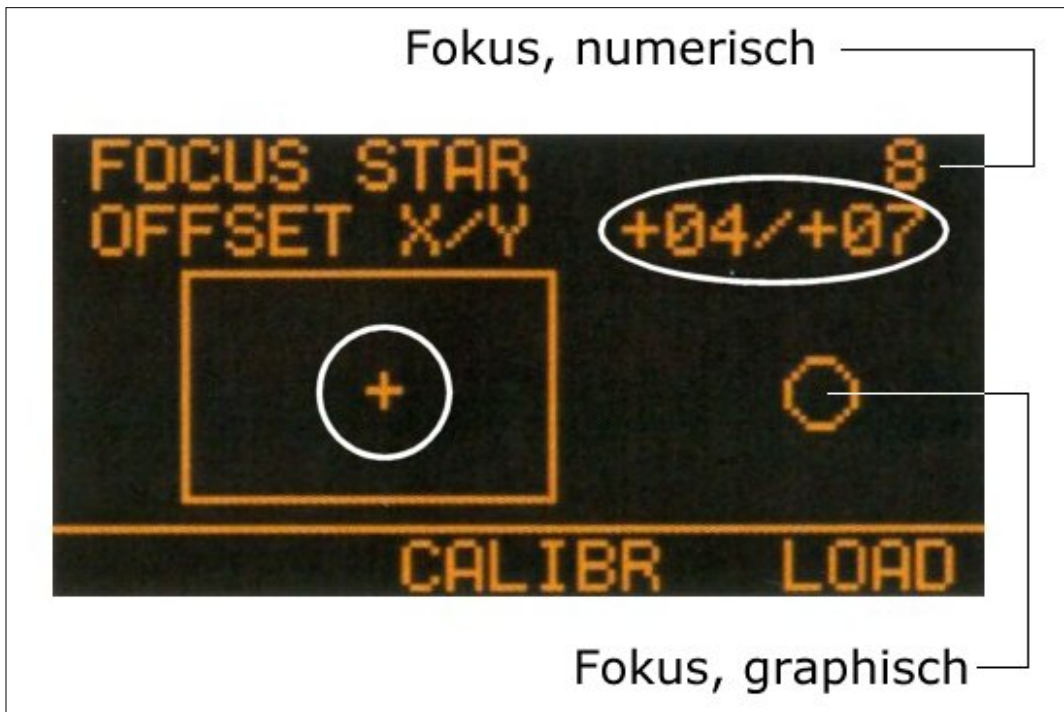 Fokus, numerisch
FOCUS STAR 8
OFFSET X/Y +04/+07
CALIBR LOAD
Fokus, graphisch